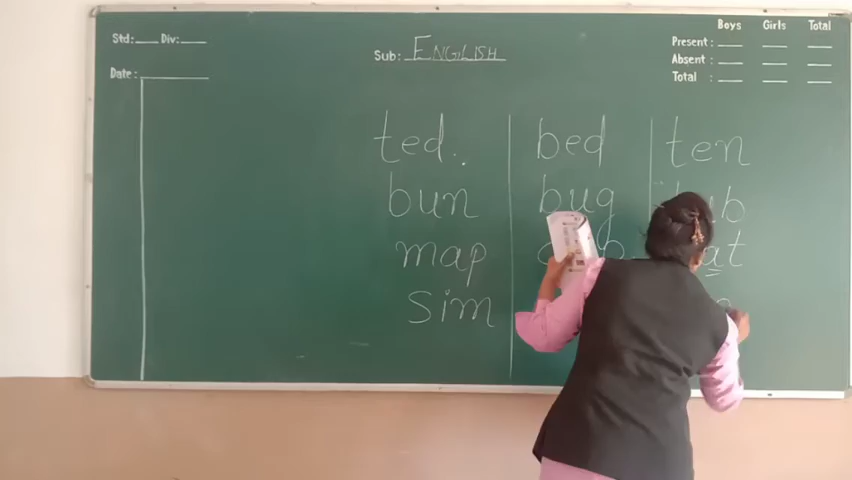 Std: Div:
Sub: ENGLISH
Boys Girls Total
Present :
Absent :
Total :
Date :
ted. bed ten
bun bug
map
sim